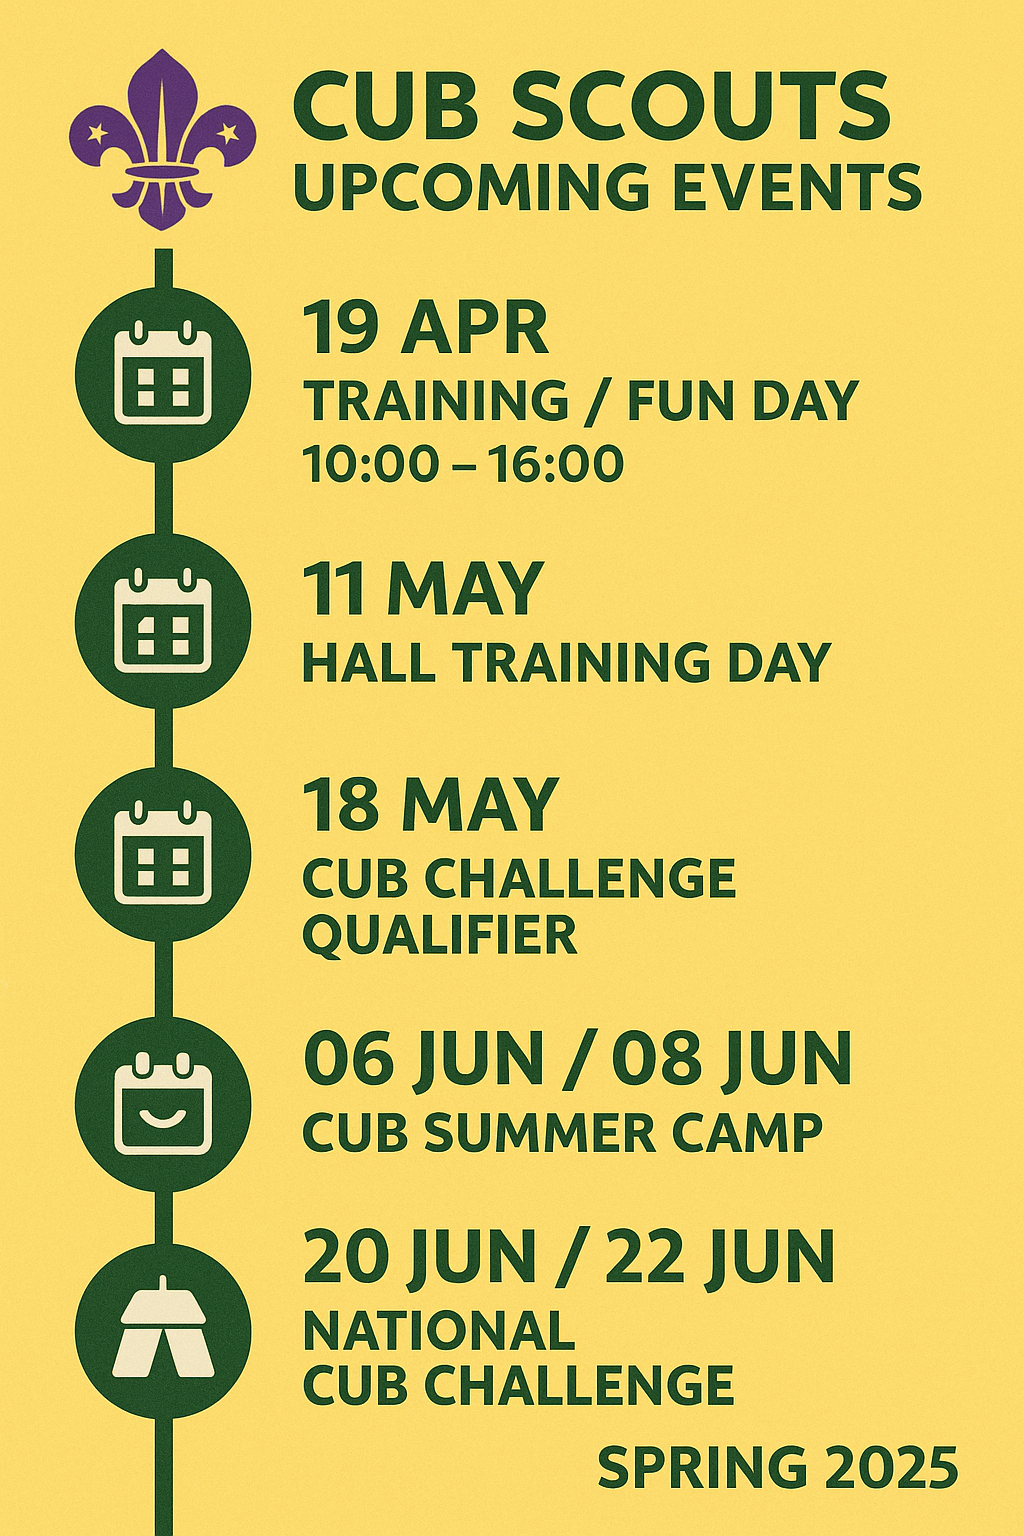 CUB SCOUTS
UPCOMING EVENTS
19 APR
TRAINING / FUN DAY
10:00 – 16:00
11 MAY
HALL TRAINING DAY
18 MAY
CUB CHALLENGE
QUALIFIER
06 JUN / 08 JUN
CUB SUMMER CAMP
20 JUN / 22 JUN
NATIONAL
CUB CHALLENGE
SPRING 2025